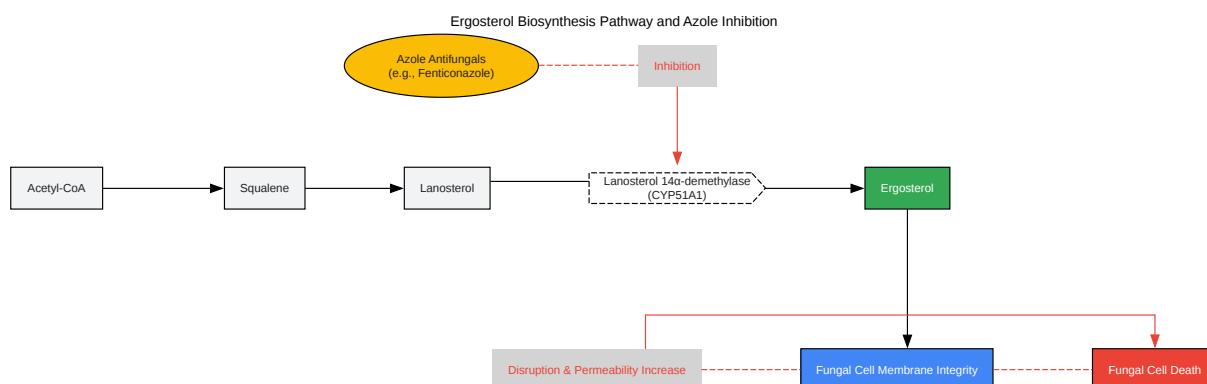 Ergosterol Biosynthesis Pathway and Azole Inhibition
Azole Antifungals
(e.g., Fenticonazole)
Inhibition
Acetyl-CoA
Squalene
Lanosterol
Lanosterol 14α-demethylase
(CYP51A1)
Ergosterol
Disruption & Permeability Increase
Fungal Cell Membrane Integrity
Fungal Cell Death